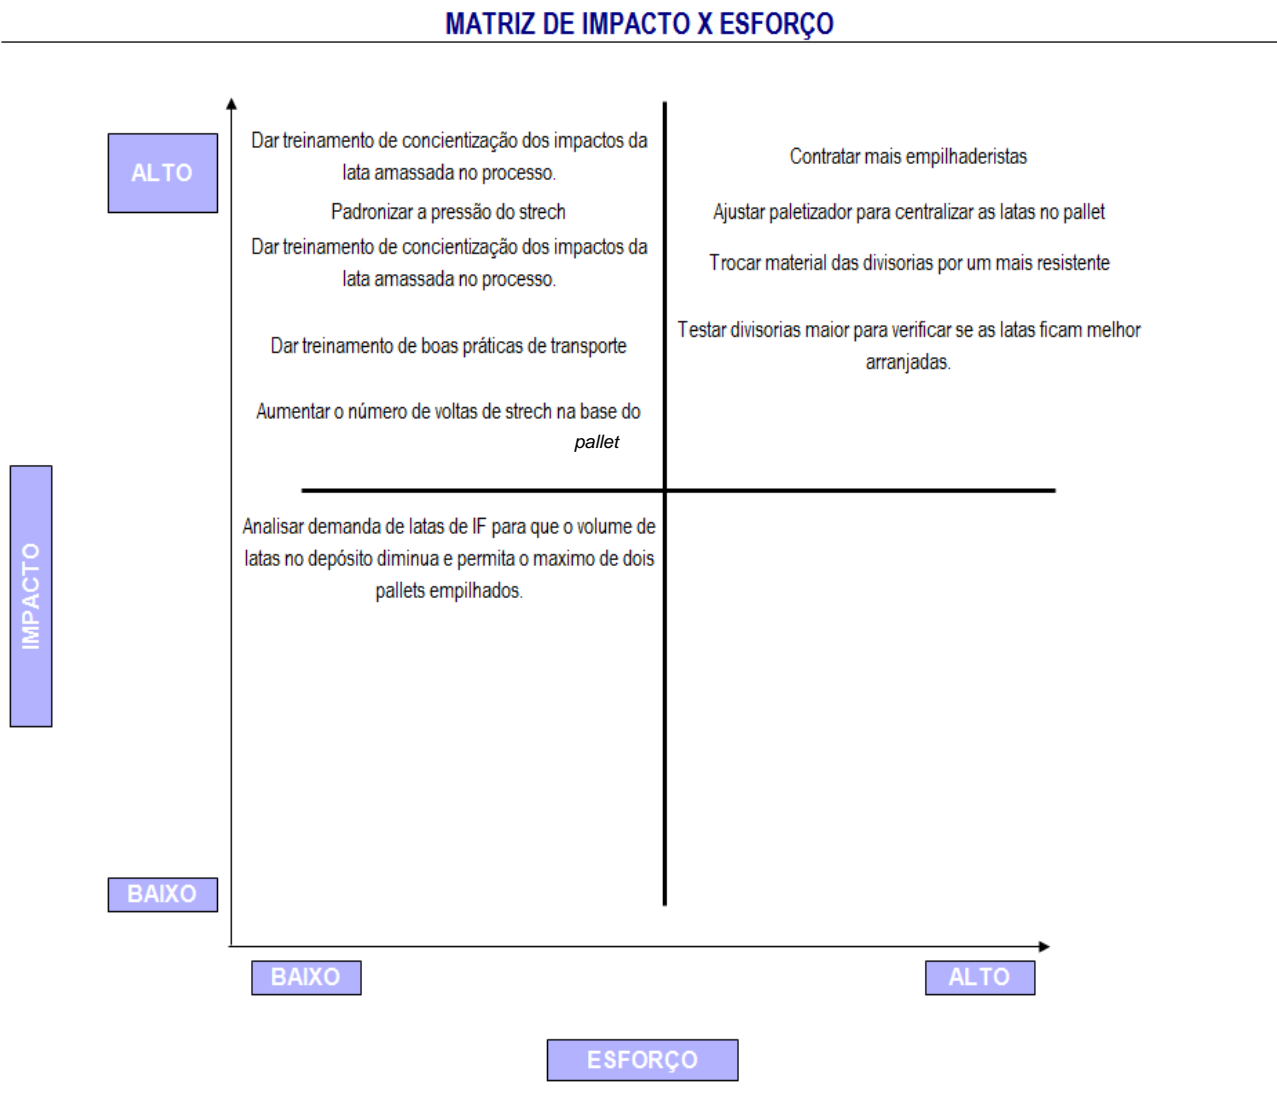 MATRIZ DE IMPACTO X ESFORÇO
ALTO
Dar treinamento de concientização dos impactos da
lata amassada no processo.
Padronizar a pressão do strech
Dar treinamento de concientização dos impactos da
lata amassada no processo.
Dar treinamento de boas práticas de transporte
Aumentar o número de voltas de strech na base do
pallet
Contratar mais empilhaderistas
Ajustar paletizador para centralizar as latas no pallet
Trocar material das divisorias por um mais resistente
Testar divisorias maior para verificar se as latas ficam melhor
arranjadas.
IMPACTO
Analisar demanda de latas de IF para que o volume de
latas no depósito diminua e permita o maximo de dois
pallets empilhados.
BAIXO
BAIXO
ALTO
ESFORÇO